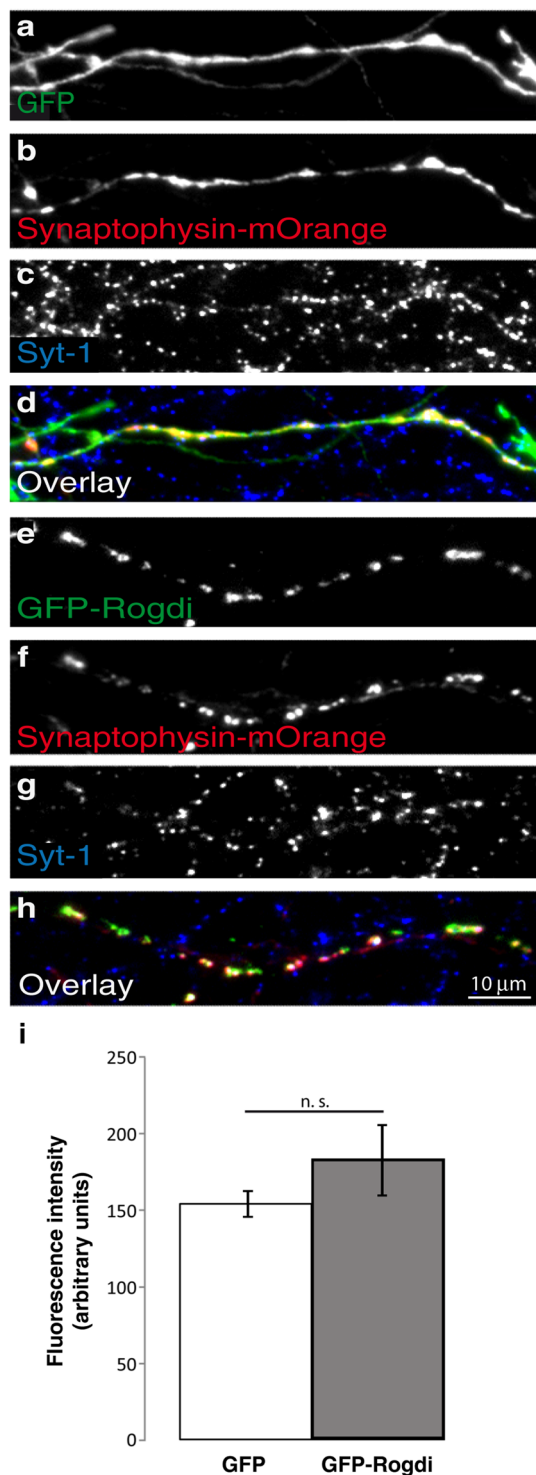 a
GFP
b
Synaptophysin-mOrange
c
Syt-1
d
Overlay
e
GFP-Rogdi
f
Synaptophysin-mOrange
g
Syt-1
h
Overlay
10 µm
i
250
200
150
100
50
0
Fluorescence intensity
(arbitrary units)
n. s.
GFP
GFP-Rogdi